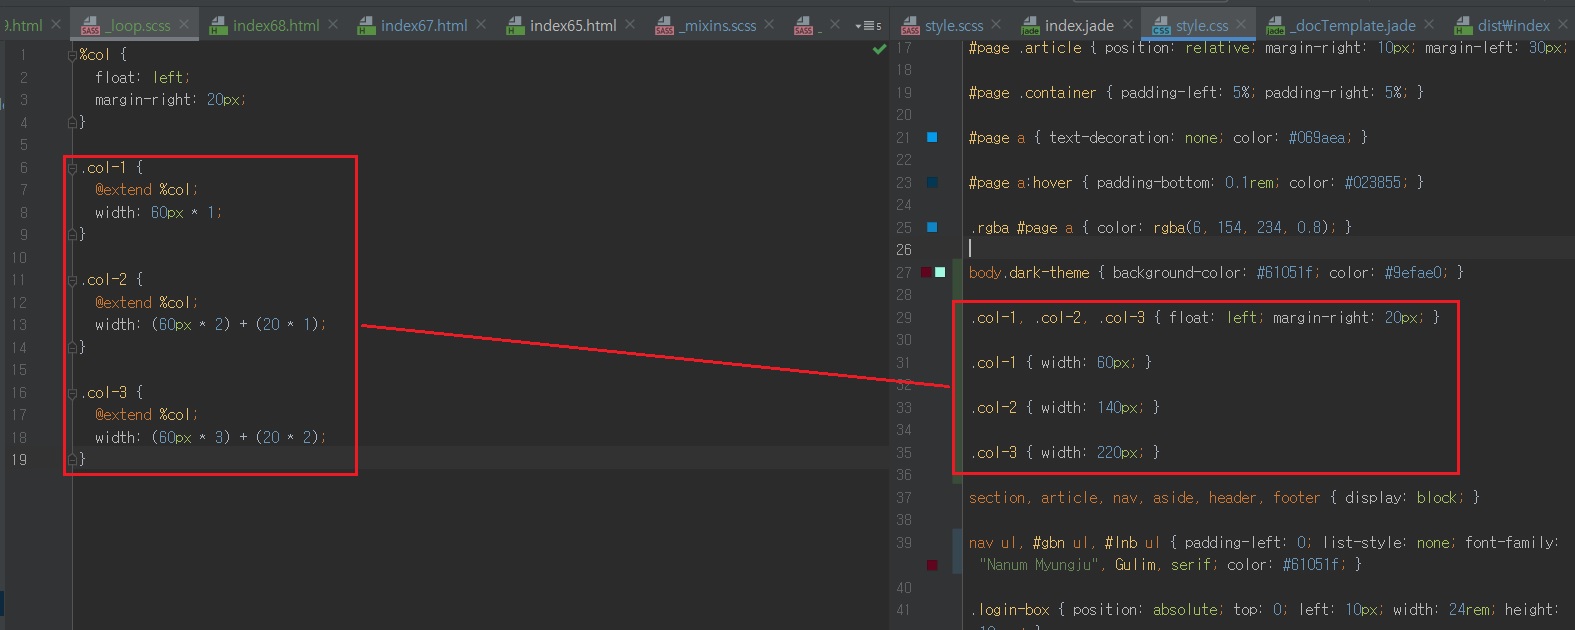 ).html
_loop.scss
index68.html
index67.html
index65.html
_mixins.scss
_
5
style.scss
index.jade
style.css
_docTemplate.jade
dist₩index
1 %col {
2 float: left;
3 margin-right: 20px;
4 }
5
6 .col-1 {
7 @extend %col;
8 width: 60px * 1;
9 }
10
11 .col-2 {
12 @extend %col;
13 width: (60px * 2) + (20 * 1);
14 }
15
16 .col-3 {
17 @extend %col;
18 width: (60px * 3) + (20 * 2);
19 }
17 #page .article { position: relative; margin-right: 10px; margin-left: 30px;
18
19 #page .container { padding-left: 5%; padding-right: 5%; }
20
21 #page a { text-decoration: none; color: #069aea; }
22
23 #page a:hover { padding-bottom: 0.1rem; color: #023855; }
24
25 .rgba #page a { color: rgba(6, 154, 234, 0.8); }
26
27 body.dark-theme { background-color: #61051f; color: #9efae0; }
28
29 .col-1, .col-2, .col-3 { float: left; margin-right: 20px; }
30
31 .col-1 { width: 60px; }
32
33 .col-2 { width: 140px; }
34
35 .col-3 { width: 220px; }
36
37 section, article, nav, aside, header, footer { display: block; }
38
39 nav ul, #gbn ul, #lnb ul { padding-left: 0; list-style: none; font-family:
"Nanum Myungju", Gulim, serif; color: #61051f; }
40
41 .login-box { position: absolute; top: 0; left: 10px; width: 24rem; height: